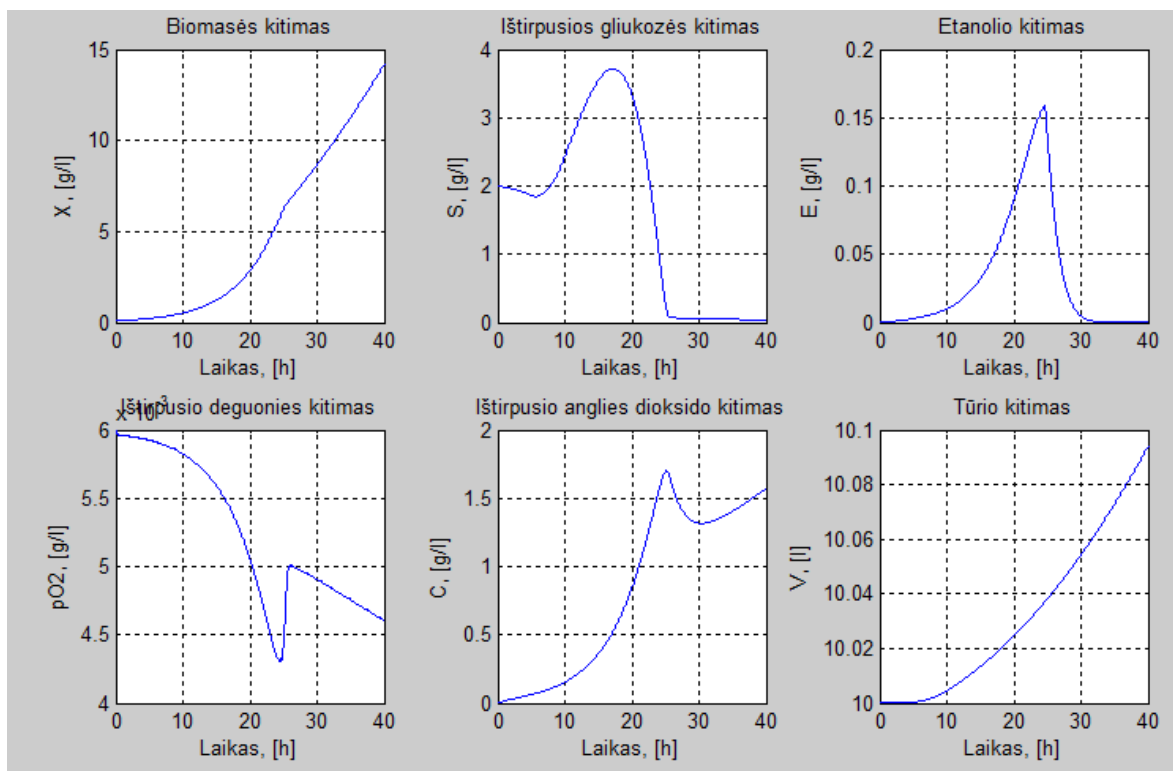 Biomasės kitimas
15
10
5
0
X, [g/l]
0 10 20 30 40
Laikas, [h]
Ištirpusios gliukozės kitimas
4
3
2
1
0
S, [g/l]
0 10 20 30 40
Laikas, [h]
Etanolio kitimas
0.2
0.15
0.1
0.05
0
E, [g/l]
0 10 20 30 40
Laikas, [h]
Ištirpusio deguonies kitimas
x 10⁻³
6
5.5
5
4.5
4
pO2, [g/l]
0 10 20 30 40
Laikas, [h]
Ištirpusio anglies dioksido kitimas
2
1.5
1
0.5
0
C, [g/l]
0 10 20 30 40
Laikas, [h]
Tūrio kitimas
10.1
10.08
10.06
10.04
10.02
10
V, [l]
0 10 20 30 40
Laikas, [h]